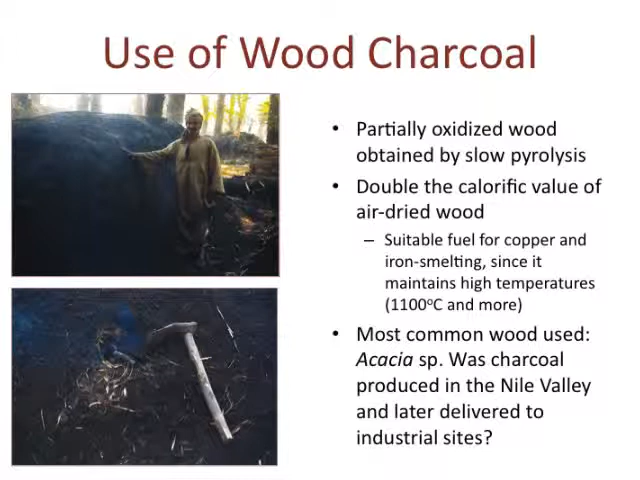 Use of Wood Charcoal
• Partially oxidized wood
obtained by slow pyrolysis
• Double the calorific value of
air-dried wood
– Suitable fuel for copper and
iron-smelting, since it
maintains high temperatures
(1100°C and more)
• Most common wood used:
Acacia sp. Was charcoal
produced in the Nile Valley
and later delivered to
industrial sites?